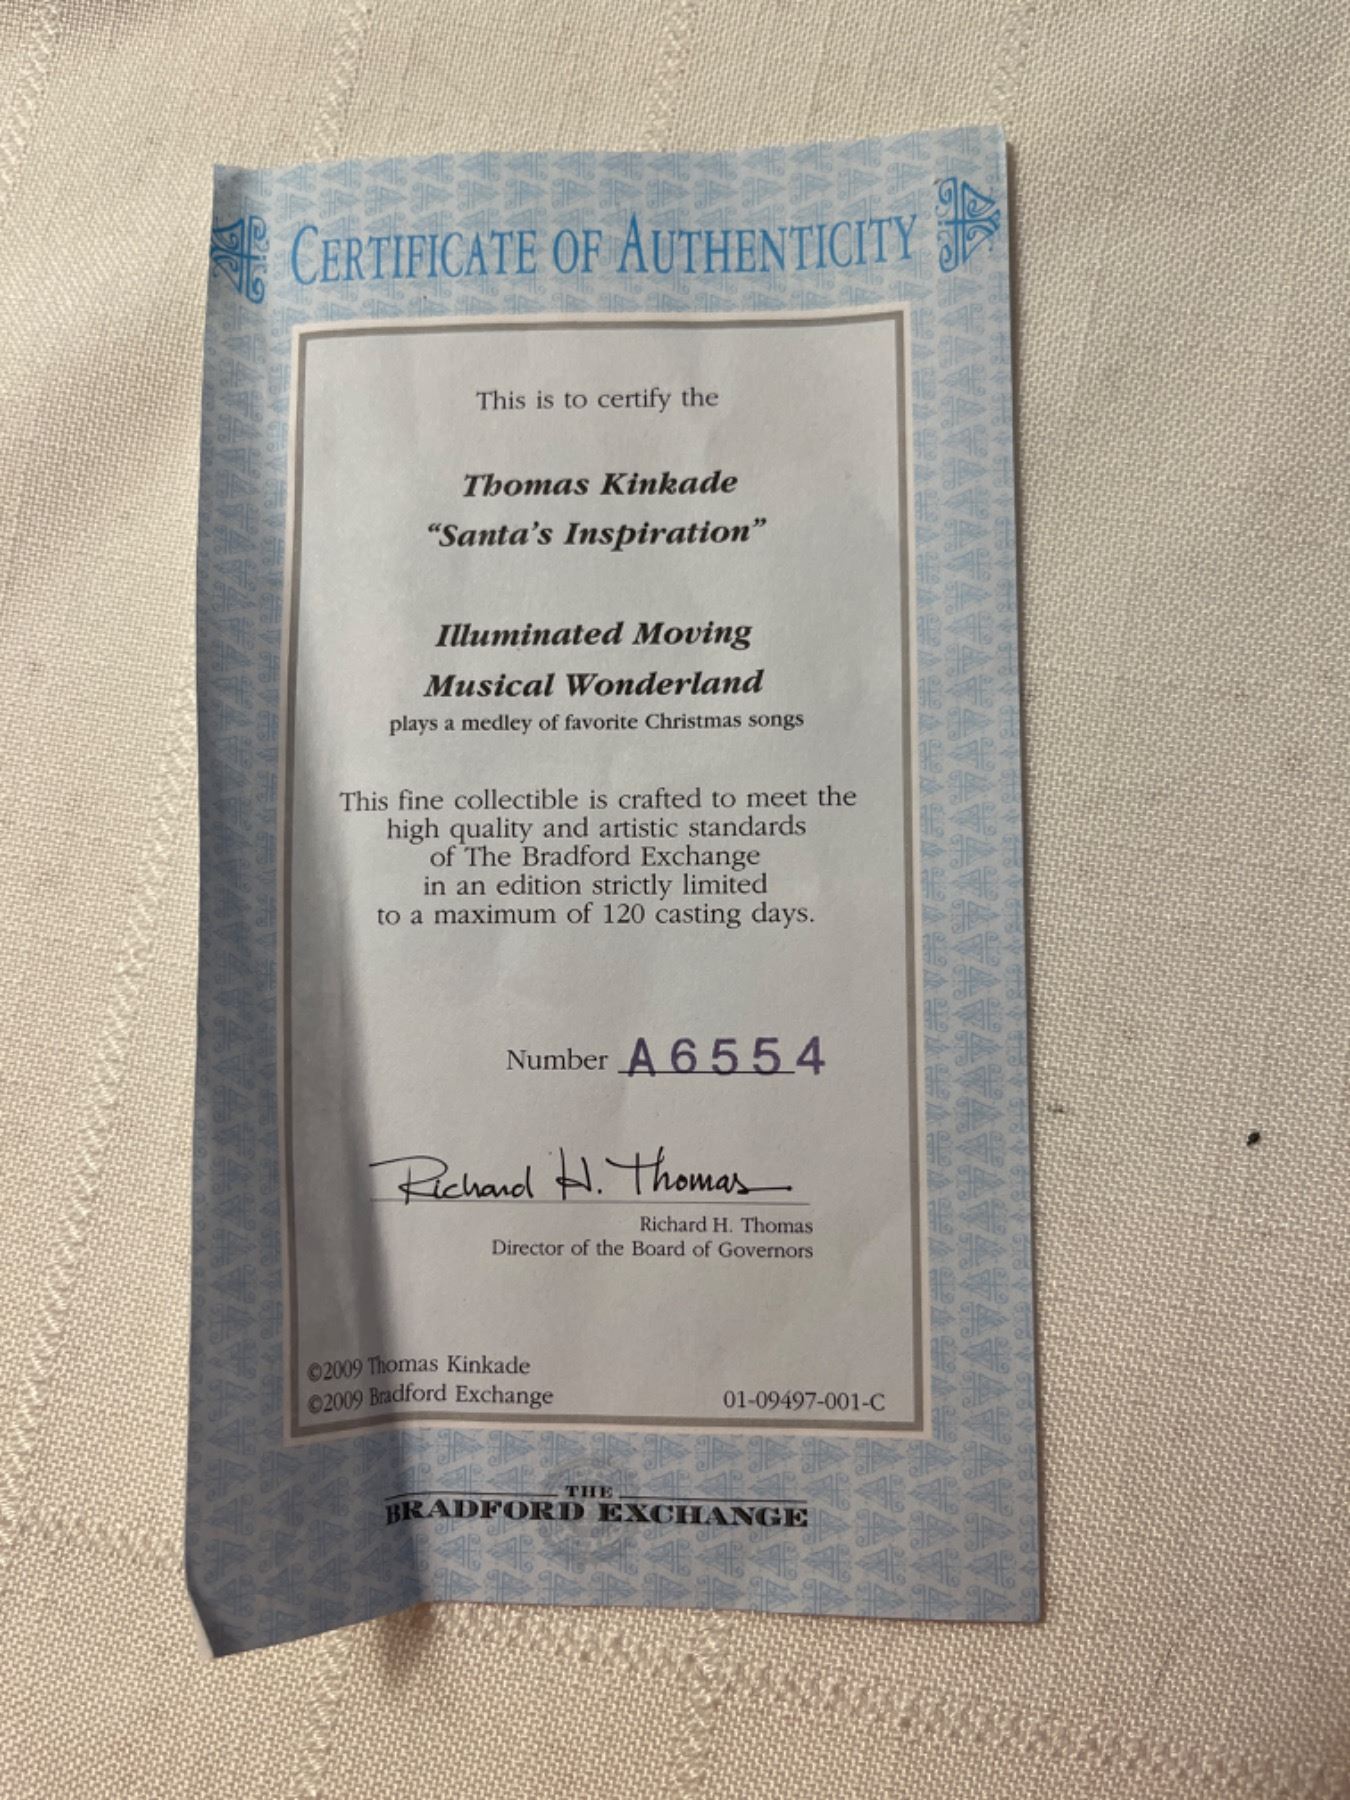 CERTIFICATE OF AUTHENTICITY
This is to certify the
Thomas Kinkade
“Santa’s Inspiration”
Illuminated Moving
Musical Wonderland
plays a medley of favorite Christmas songs
This fine collectible is crafted to meet the
high quality and artistic standards
of The Bradford Exchange
in an edition strictly limited
to a maximum of 120 casting days.
Number A6554
Richard H. Thomas
Richard H. Thomas
Director of the Board of Governors
©2009 Thomas Kinkade
©2009 Bradford Exchange 01-09497-001-C
THE
BRADFORD EXCHANGE